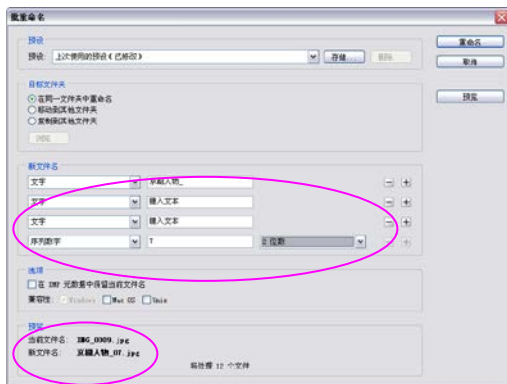 批重命名
预设
预设: 上次使用的预设(已修改) 存储... 删除...
重命名
取消
预览
目标文件夹
在同一文件夹中重命名
移动到其他文件夹
复制到其他文件夹
浏览...
新文件名
文字 京剧人物_
文字 键入文本
文字 键入文本
序列数字 7 2 位数
选项
在 XMP 元数据中保留当前文件名
兼容性: Windows Mac OS Unix
预览
当前文件名: IMG_0009.jpg
新文件名: 京剧人物_07.jpg
将处理 12 个文件